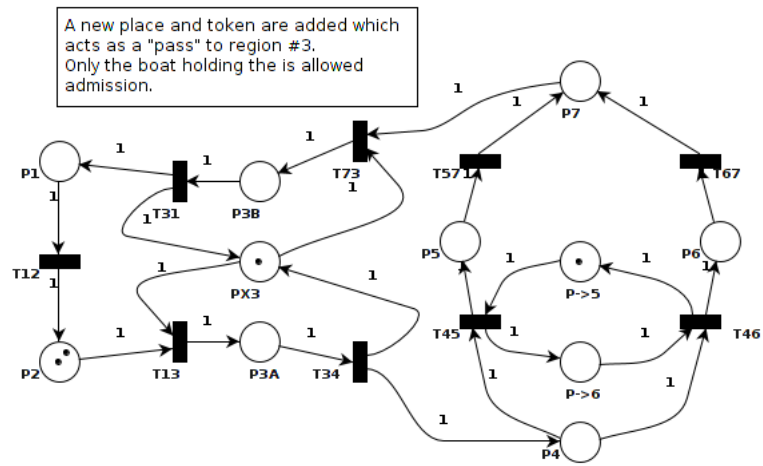 A new place and token are added which
acts as a "pass" to region #3.
Only the boat holding the is allowed
admission.
1
1
P7
1
1
1
1
P1
T73
T571
T67
1
1
P3B
T31
1
P5
P6
1
1
T12
1
1
PX3
1
P->5
1
1
1
1
1
T45
1
1
T46
P2
T13
P3A
T34
P->6
1
1
1
P4